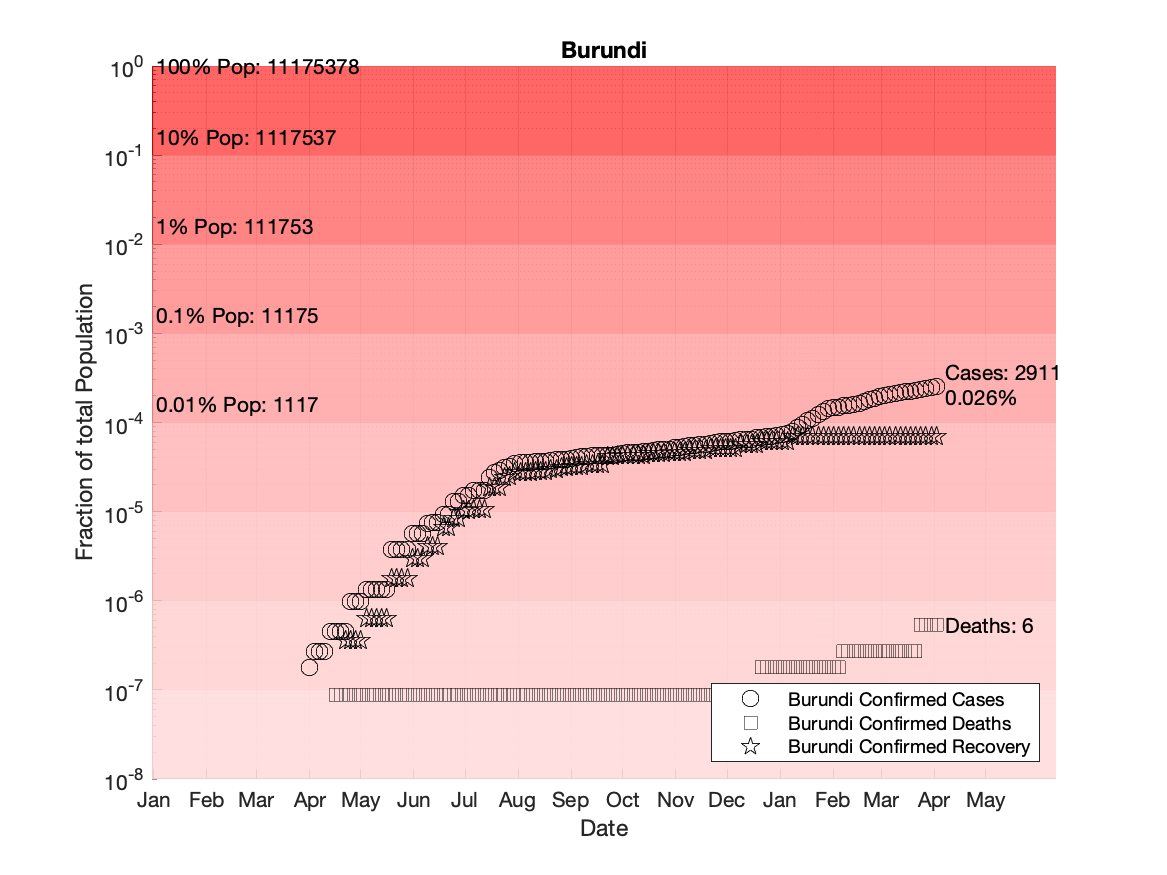 Burundi
10^0
100% Pop: 11175378
10% Pop: 1117537
10^-1
1% Pop: 111753
10^-2
0.1% Pop: 11175
10^-3
Cases: 2911
0.026%
0.01% Pop: 1117
10^-4
10^-5
10^-6
Deaths: 6
10^-7
10^-8
Fraction of total Population
Burundi Confirmed Cases
Burundi Confirmed Deaths
Burundi Confirmed Recovery
Jan Feb Mar Apr May Jun Jul Aug Sep Oct Nov Dec Jan Feb Mar Apr May
Date